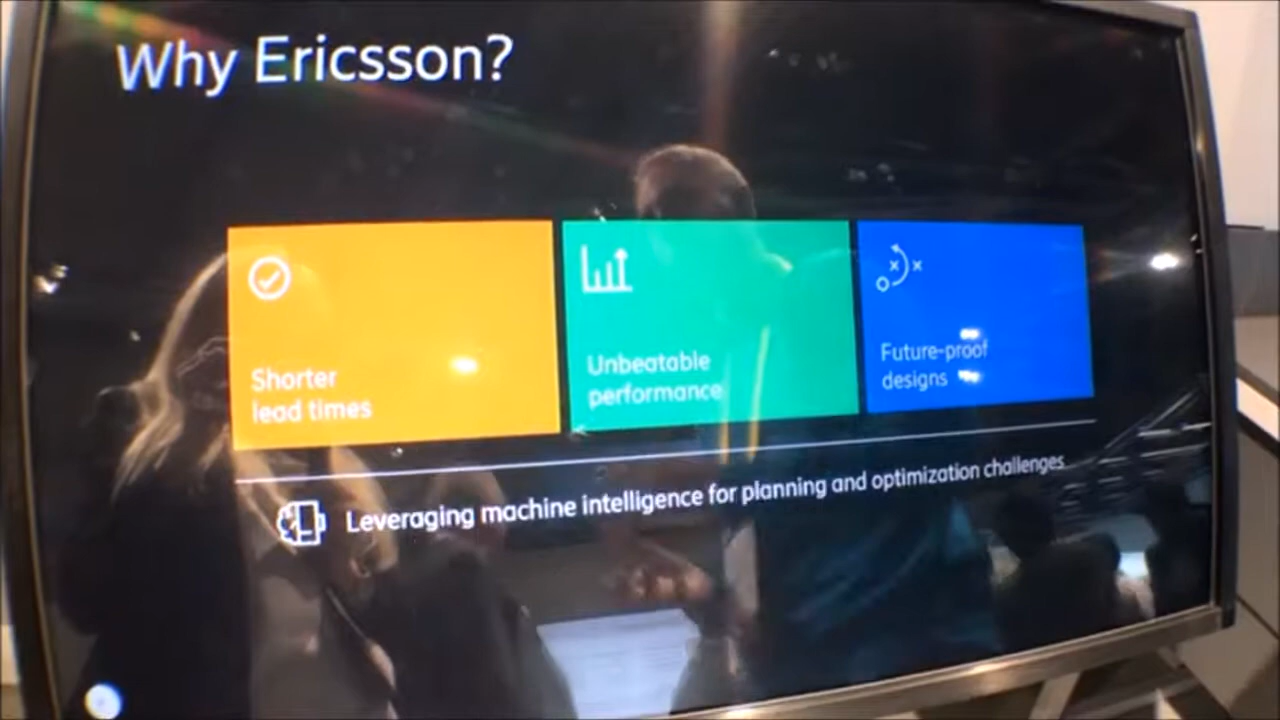 Why Ericsson?
Shorter
lead times
Unbeatable
performance
Future-proof
designs
Leveraging machine intelligence for planning and optimization challenges